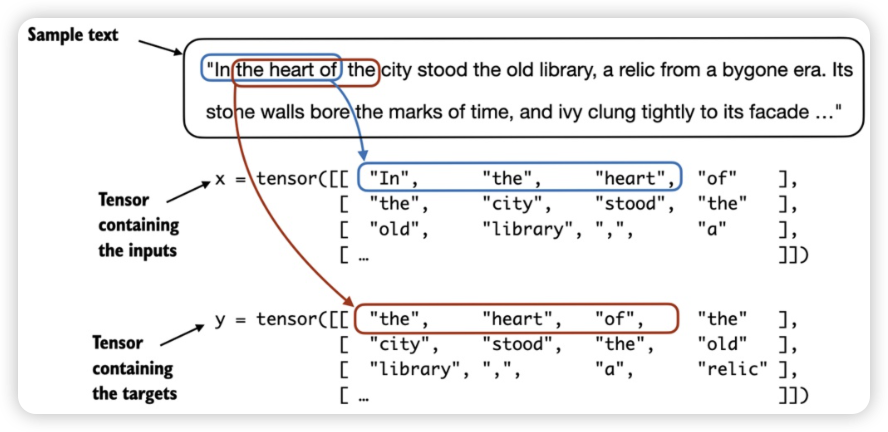 Sample text
"In the heart of the city stood the old library, a relic from a bygone era. Its
stone walls bore the marks of time, and ivy clung tightly to its facade ..."
x = tensor([[ "In", "the", "heart", "of" ],
Tensor
[ "the", "city", "stood", "the" ],
containing
[ "old", "library", ",", "a" ],
the inputs
[ … ]])
y = tensor([[ "the", "heart", "of", "the" ],
Tensor
[ "city", "stood", "the", "old" ],
containing
[ "library", ",", "a", "relic" ],
the targets
[ … ]])